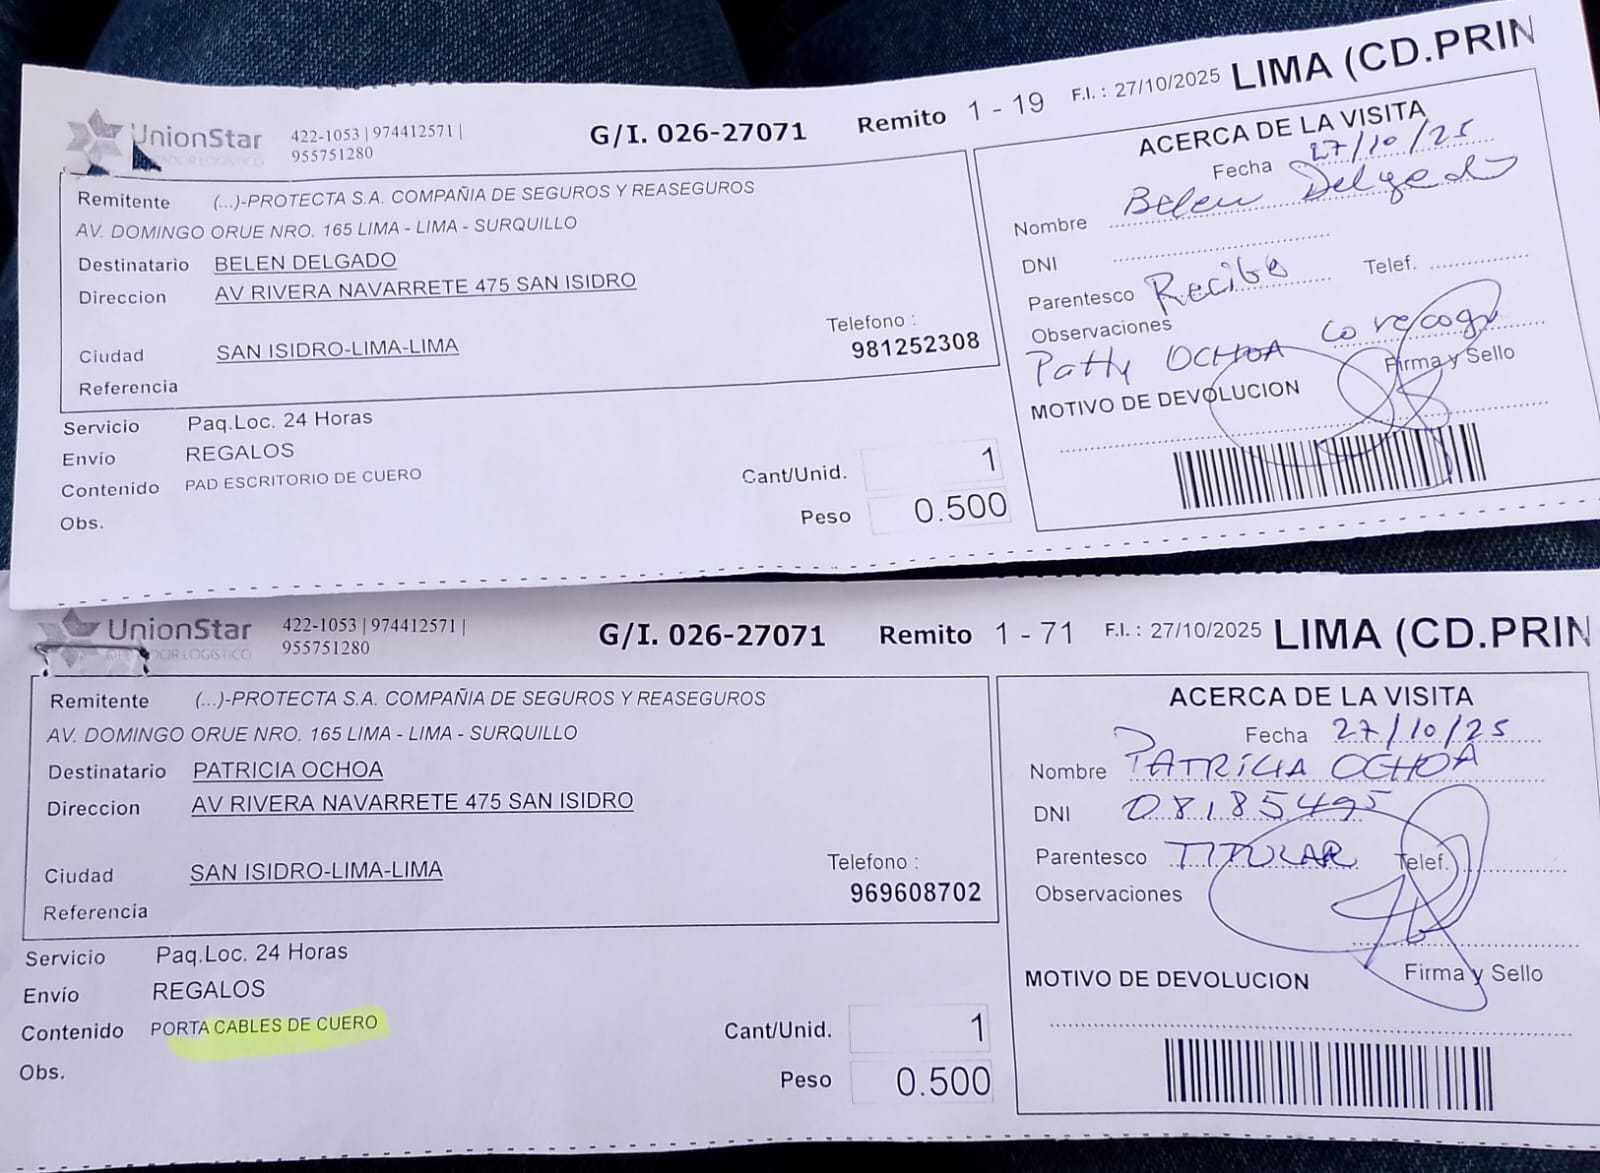 UnionStar 422-1053 | 974412571 | G/I. 026-27071 Remito 1 - 19 F.I. : 27/10/2025 LIMA (CD.PRIN
955751280
Remitente (...)-PROTECTA S.A. COMPAÑIA DE SEGUROS Y REASEGUROS
AV. DOMINGO ORUE NRO. 165 LIMA - LIMA - SURQUILLO
Destinatario BELEN DELGADO
Direccion AV RIVERA NAVARRETE 475 SAN ISIDRO
Telefono :
Ciudad SAN ISIDRO-LIMA-LIMA 981252308
Referencia
Servicio Paq.Loc. 24 Horas
Envío REGALOS
Contenido PAD ESCRITORIO DE CUERO
Cant/Unid. 1
Obs.
Peso 0.500
ACERCA DE LA VISITA
Fecha 27/10/25
Nombre Belen Delgado
DNI
Parentesco Recibe Telef.
Observaciones
Patty OCHOA Lo recogi
Firma y Sello
MOTIVO DE DEVOLUCION
UnionStar 422-1053 | 974412571 | G/I. 026-27071 Remito 1 - 71 F.I. : 27/10/2025 LIMA (CD.PRIN
OPERADOR LOGISTICO 955751280
Remitente (...)-PROTECTA S.A. COMPAÑIA DE SEGUROS Y REASEGUROS
AV. DOMINGO ORUE NRO. 165 LIMA - LIMA - SURQUILLO
Destinatario PATRICIA OCHOA
Direccion AV RIVERA NAVARRETE 475 SAN ISIDRO
Telefono :
Ciudad SAN ISIDRO-LIMA-LIMA 969608702
Referencia
Servicio Paq.Loc. 24 Horas
Envío REGALOS
Contenido PORTA CABLES DE CUERO
Cant/Unid. 1
Obs.
Peso 0.500
ACERCA DE LA VISITA
Fecha 27/10/25
Nombre PATRICIA OCHOA
DNI 08185495
Parentesco TITULAR Telef.
Observaciones
Firma y Sello
MOTIVO DE DEVOLUCION